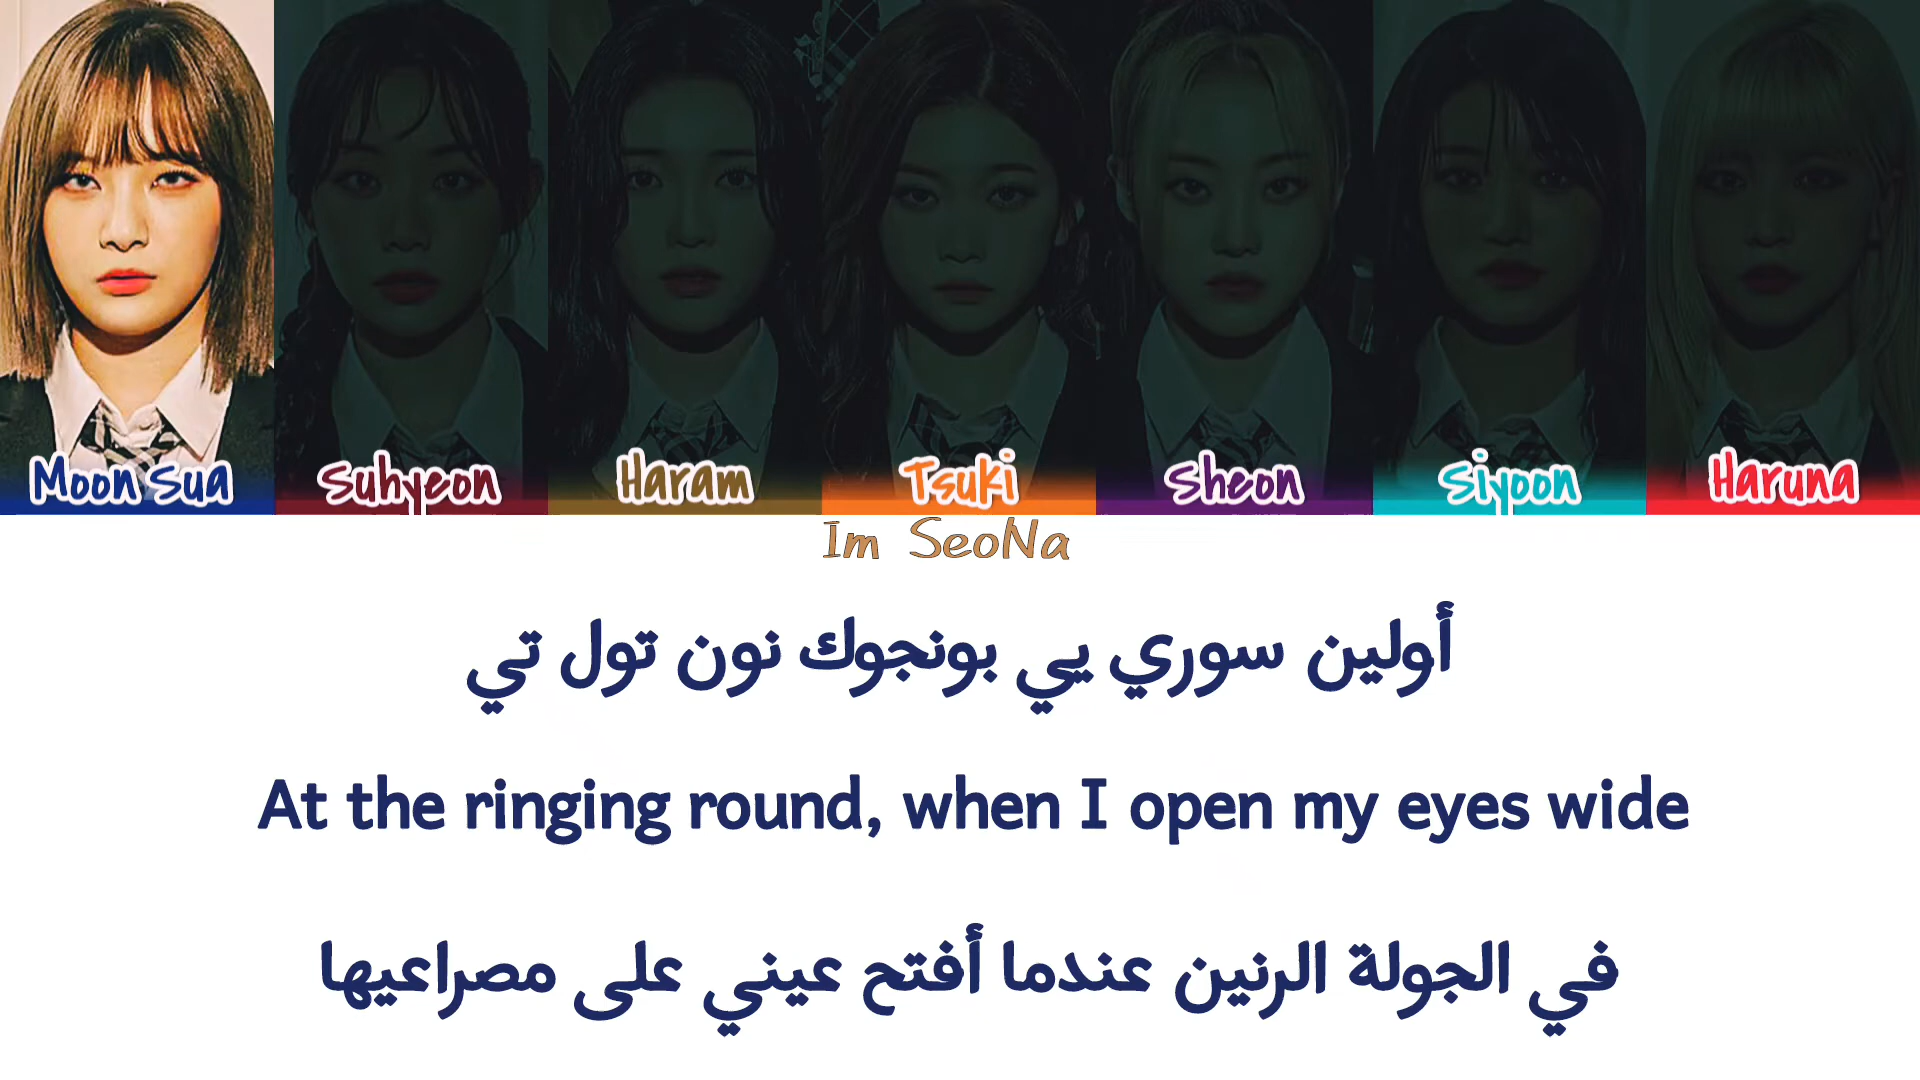 Moon Sua Suhyeon Haram Tsuki Sheon Siyoon Haruna
Im SeoNa
أولين سوري يي بونجوك نون تول تي
At the ringing round, when I open my eyes wide
في الجولة الرنين عندما أفتح عيني على مصراعيها